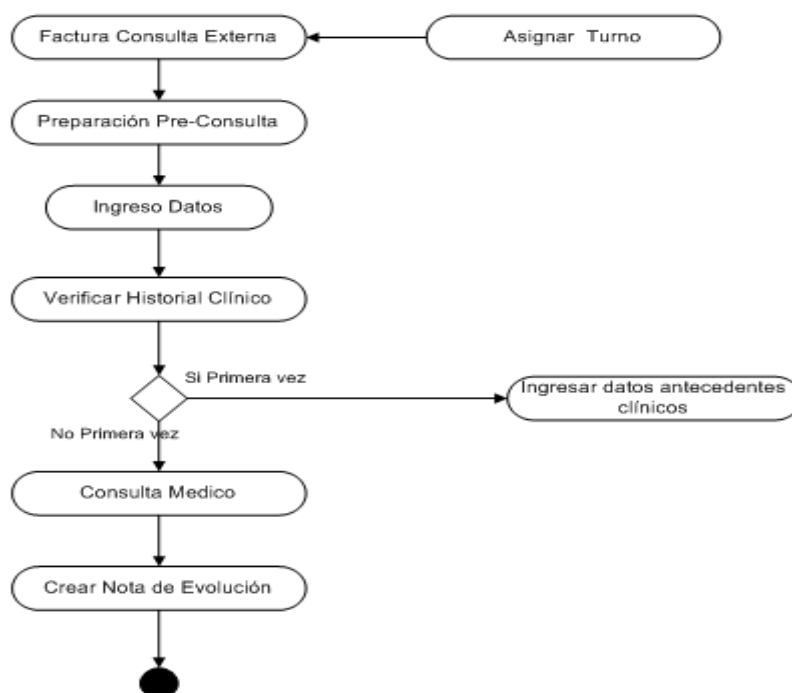 Factura Consulta Externa
Asignar Turno
Preparación Pre-Consulta
Ingreso Datos
Verificar Historial Clínico
Si Primera vez
Ingresar datos antecedentes
clínicos
No Primera vez
Consulta Medico
Crear Nota de Evolución